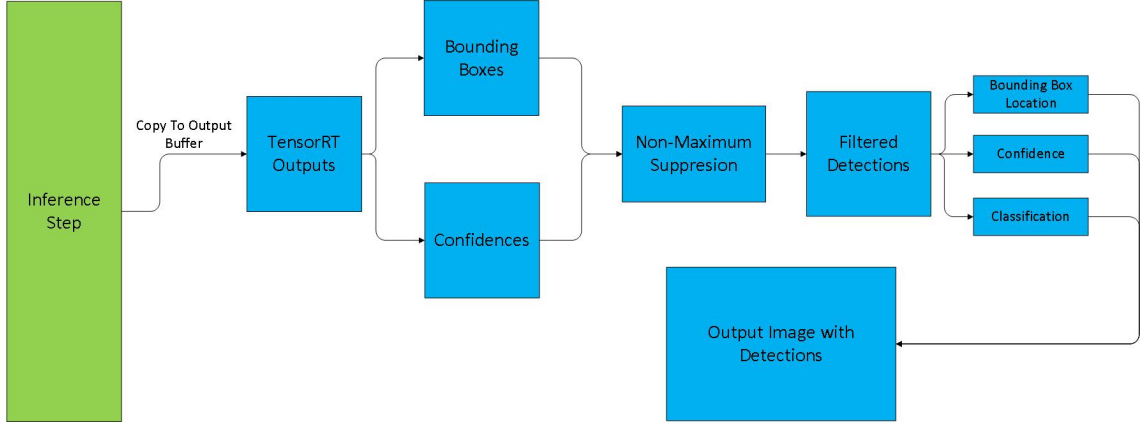 Inference
Step
Copy To Output
Buffer
TensorRT
Outputs
Bounding
Boxes
Confidences
Non-Maximum
Suppresion
Filtered
Detections
Bounding Box
Location
Confidence
Classification
Output Image with
Detections